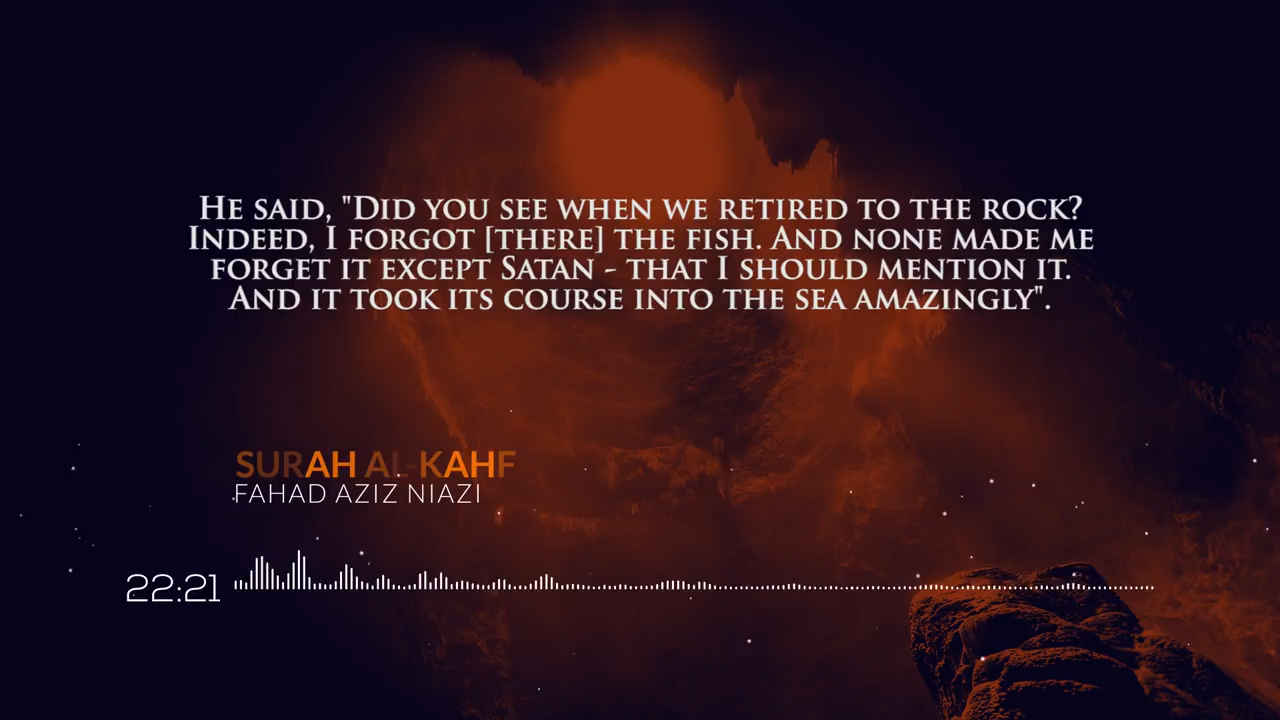 He said, "Did you see when we retired to the rock?
Indeed, I forgot [there] the fish. And none made me
forget it except Satan - that I should mention it.
And it took its course into the sea amazingly".
SURAH AL-KAHF
FAHAD AZIZ NIAZI
22:21